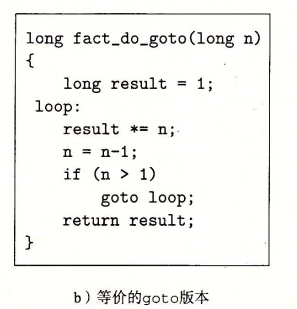 long fact_do_goto(long n)
{
    long result = 1;
 loop:
    result *= n;
    n = n-1;
    if (n > 1)
        goto loop;
    return result;
}
b）等价的goto版本